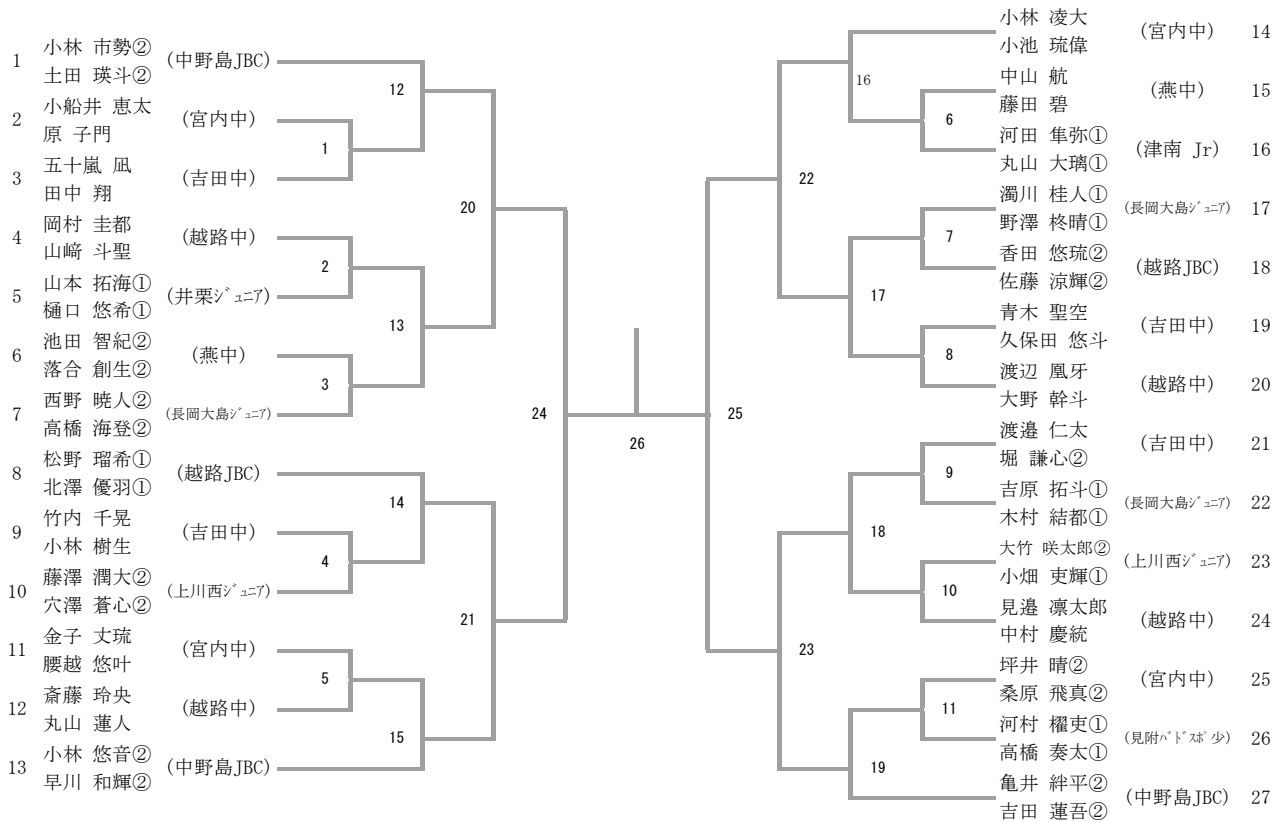 1 小林 市勢② (中野島JBC)
土田 瑛斗②
2 小船井 恵太 (宮内中)
原 子門
3 五十嵐 凪 (吉田中)
田中 翔
4 岡村 圭都 (越路中)
山﨑 斗聖
5 山本 拓海① (井栗ｼﾞｭﾆｱ)
樋口 悠希①
6 池田 智紀② (燕中)
落合 創生②
7 西野 暁人② (長岡大島ｼﾞｭﾆｱ)
高橋 海登②
8 松野 瑠希① (越路JBC)
北澤 優羽①
9 竹内 千晃 (吉田中)
小林 樹生
10 藤澤 潤大② (上川西ｼﾞｭﾆｱ)
穴澤 蒼心②
11 金子 丈琉 (宮内中)
腰越 悠叶
12 斎藤 玲央 (越路中)
丸山 蓮人
13 小林 悠音② (中野島JBC)
早川 和輝②
12
1
20
2
13
3
24
14
4
21
5
15
26
25
16
6
22
7
17
8
9
18
10
23
11
19
小林 凌大 (宮内中) 14
小池 琉偉
中山 航 (燕中) 15
藤田 碧
河田 隼弥① (津南 Jr) 16
丸山 大璃①
濁川 桂人① (長岡大島ｼﾞｭﾆｱ) 17
野澤 柊晴①
香田 悠琉② (越路JBC) 18
佐藤 涼輝②
青木 聖空 (吉田中) 19
久保田 悠斗
渡辺 凰牙 (越路中) 20
大野 幹斗
渡邉 仁太 (吉田中) 21
堀 謙心②
吉原 拓斗① (長岡大島ｼﾞｭﾆｱ) 22
木村 結都①
大竹 咲太郎② (上川西ｼﾞｭﾆｱ) 23
小畑 吏輝①
見邉 凛太郎 (越路中) 24
中村 慶統
坪井 晴② (宮内中) 25
桑原 飛真②
河村 櫂吏① (見附ﾊﾞﾄﾞｽﾎﾟ少) 26
高橋 奏太①
亀井 絆平② (中野島JBC) 27
吉田 蓮吾②